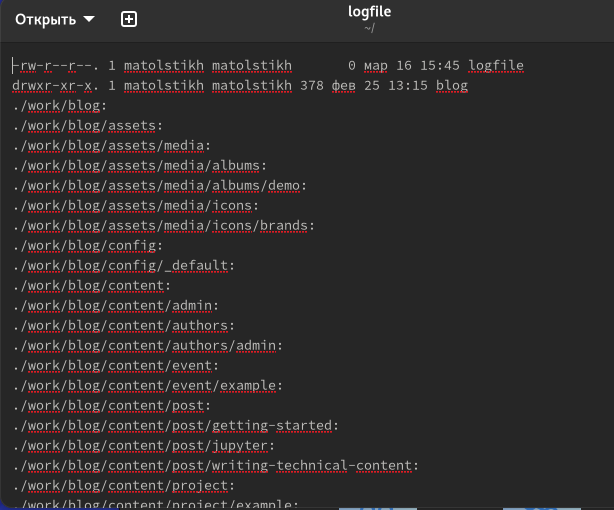 Открыть
logfile
~/
-rw-r--r--. 1 matolstikh matolstikh 0 мар 16 15:45 logfile
drwxr-xr-x. 1 matolstikh matolstikh 378 фев 25 13:15 blog
./work/blog:
./work/blog/assets:
./work/blog/assets/media:
./work/blog/assets/media/albums:
./work/blog/assets/media/albums/demo:
./work/blog/assets/media/icons:
./work/blog/assets/media/icons/brands:
./work/blog/config:
./work/blog/config/_default:
./work/blog/content:
./work/blog/content/admin:
./work/blog/content/authors:
./work/blog/content/authors/admin:
./work/blog/content/event:
./work/blog/content/event/example:
./work/blog/content/post:
./work/blog/content/post/getting-started:
./work/blog/content/post/jupyter:
./work/blog/content/post/writing-technical-content:
./work/blog/content/project:
./work/blog/content/project/example: